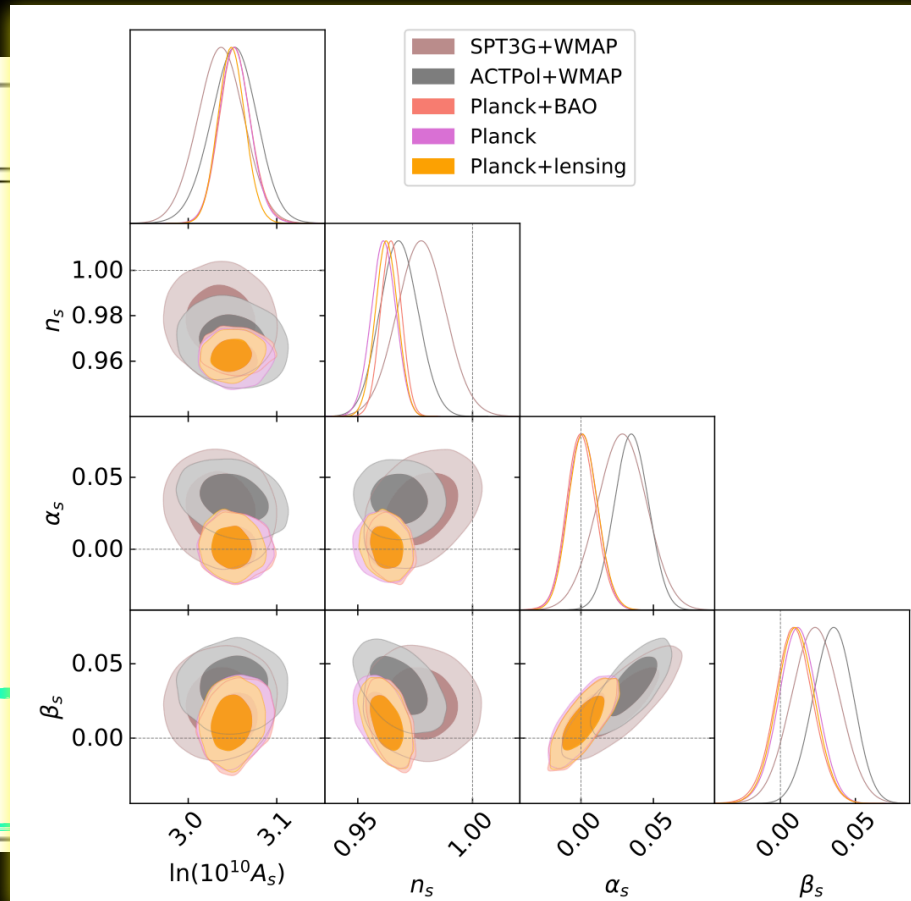 SPT3G+WMAP
ACTPol+WMAP
Planck+BAO
Planck
Planck+lensing
1.00
0.98
0.96
n_s
0.05
0.00
α_s
0.05
0.00
β_s
3.0 3.1
0.95 1.00
0.00 0.05
0.00 0.05
ln(10^{10}A_s)
n_s
α_s
β_s